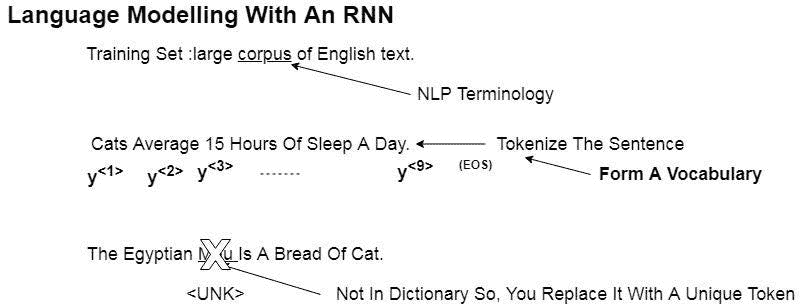 Language Modelling With An RNN
Training Set :large corpus of English text.
NLP Terminology
Cats Average 15 Hours Of Sleep A Day. Tokenize The Sentence
y<1> y<2> y<3> ------- y<9> (EOS)
Form A Vocabulary
The Egyptian Is A Bread Of Cat.
<UNK> Not In Dictionary So, You Replace It With A Unique Token